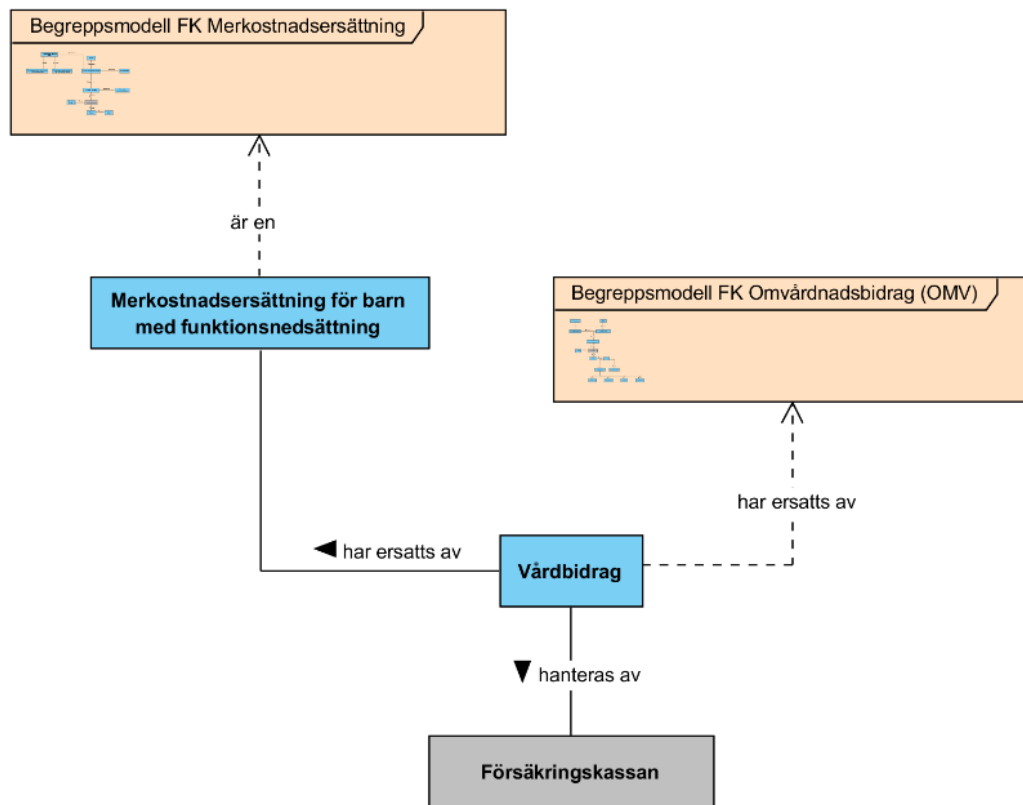 Begreppsmodell FK Merkostnadsersättning
är en
Merkostnadsersättning för barn
med funktionsnedsättning
Begreppsmodell FK Omvårdnadsbidrag (OMV)
har ersatts av
har ersatts av
Vårdbidrag
hanteras av
Försäkringskassan